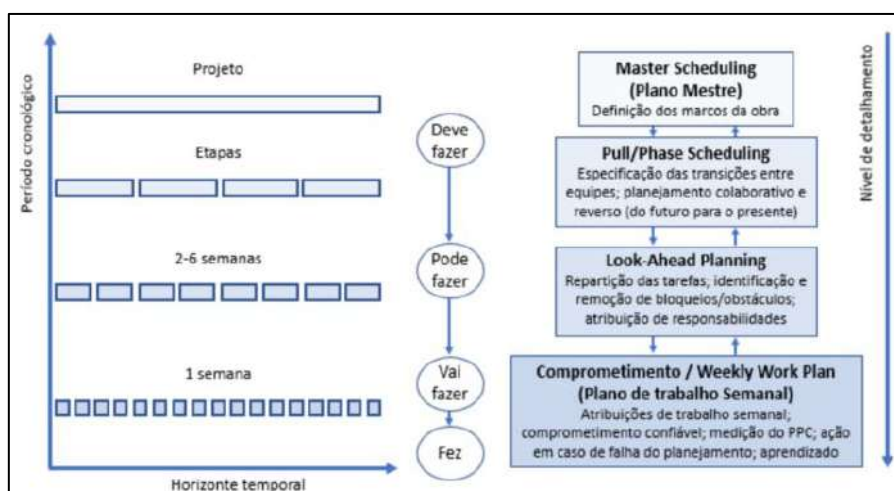 Período cronológico
Projeto
Etapas
2-6 semanas
1 semana
Horizonte temporal
Deve
fazer
Pode
fazer
Vai
fazer
Fez
Master Scheduling
(Plano Mestre)
Definição dos marcos da obra
Pull/Phase Scheduling
Especificação das transições entre
equipes; planejamento colaborativo e
reverso (do futuro para o presente)
Look-Ahead Planning
Repartição das tarefas; identificação e
remoção de bloqueios/obstáculos;
atribuição de responsabilidades
Comprometimento / Weekly Work Plan
(Plano de trabalho Semanal)
Atribuições de trabalho semanal;
comprometimento confiável; medição do PPC; ação
em caso de falha do planejamento; aprendizado
Nível de detalhamento